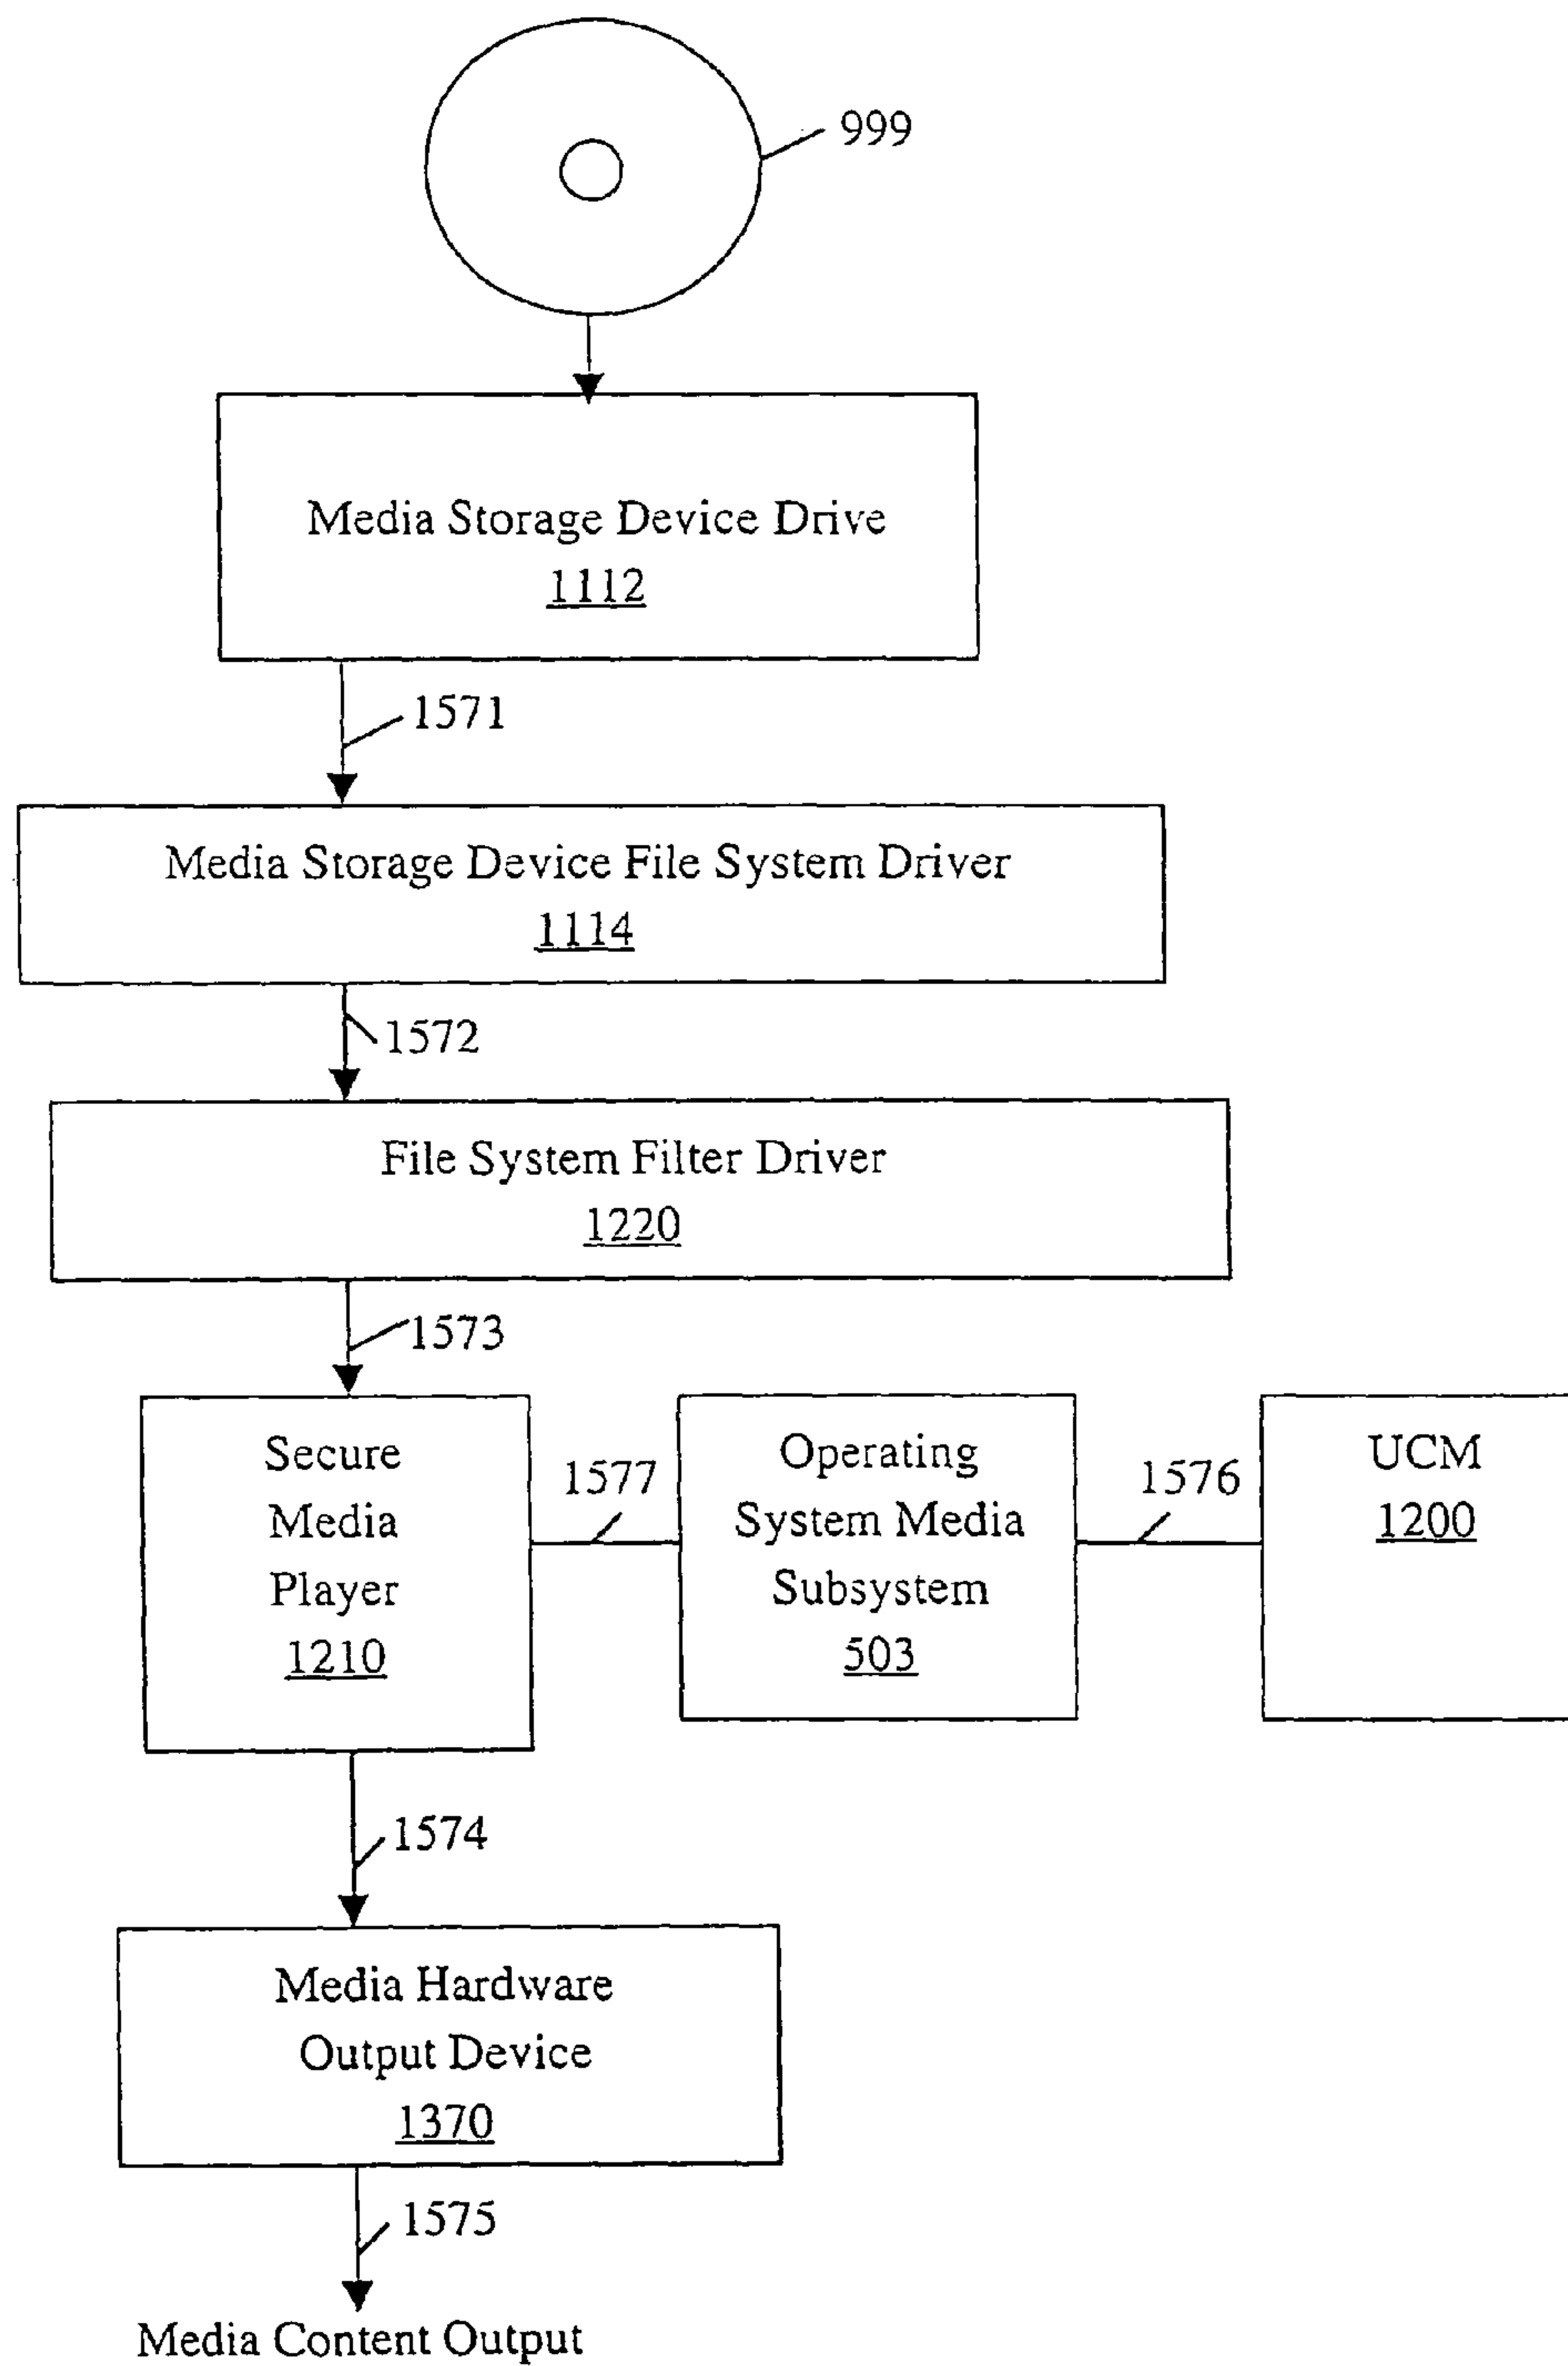 999
Media Storage Device Drive
1112
1571
Media Storage Device File System Driver
1114
1572
File System Filter Driver
1220
1573
Secure
Media
Player
1210
1577
Operating
System Media
Subsystem
503
1576
UCM
1200
1574
Media Hardware
Output Device
1370
1575
Media Content Output